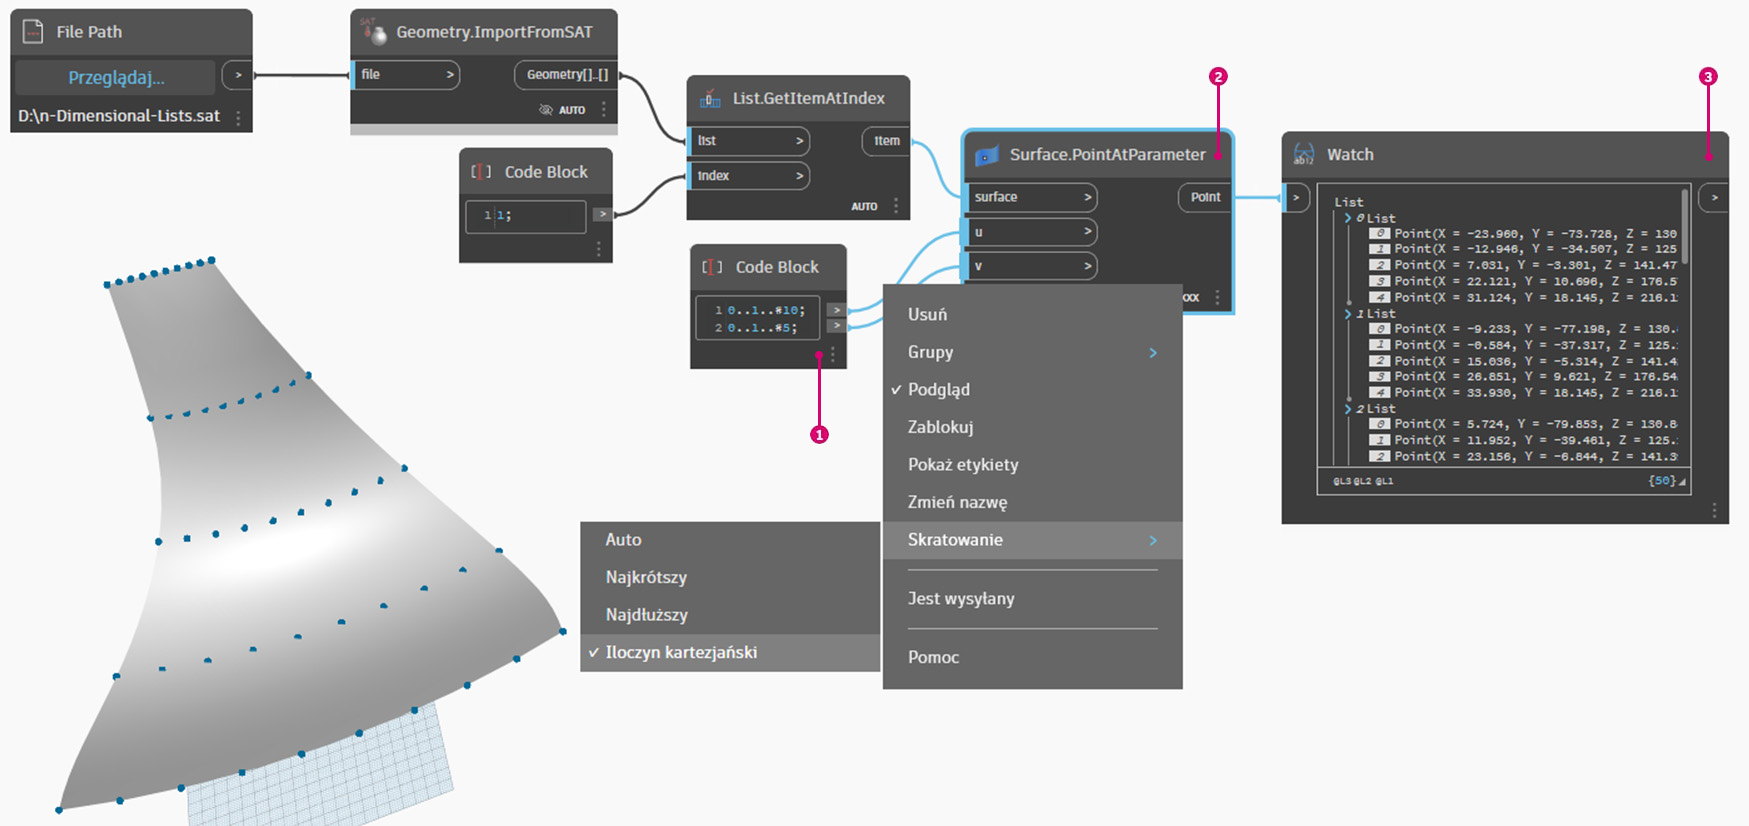 File Path
Przeglądaj...
>
D:\n-Dimensional-Lists.sat
SAT
Geometry.ImportFromSAT
file >
Geometry[]..[]
AUTO
Code Block
1 1;
>
List.GetItemAtIndex
list >
item
index >
AUTO
Code Block
1 0..1..#10;
2 0..1..#5;
>
>
1
2
Surface.PointAtParameter
surface >
Point
u >
v >
XXX
3
Watch
>
>
List
0 List
0 Point(X = -23.960, Y = -73.728, Z = 130
1 Point(X = -12.946, Y = -34.507, Z = 125
2 Point(X = 7.031, Y = -3.301, Z = 141.47
3 Point(X = 22.121, Y = 10.696, Z = 176.5
4 Point(X = 31.124, Y = 18.145, Z = 216.1
1 List
0 Point(X = -9.233, Y = -77.198, Z = 130.
1 Point(X = -0.584, Y = -37.317, Z = 125.
2 Point(X = 15.036, Y = -5.314, Z = 141.4
3 Point(X = 26.851, Y = 9.621, Z = 176.54
4 Point(X = 33.930, Y = 18.145, Z = 216.1
2 List
0 Point(X = 5.724, Y = -79.853, Z = 130.8
1 Point(X = 11.952, Y = -39.461, Z = 125.
2 Point(X = 23.156, Y = -6.844, Z = 141.3
@L3 @L2 @L1
{50}
Usuń
Grupy >
✓ Podgląd
Zablokuj
Pokaż etykiety
Zmień nazwę
Skratowanie >
Jest wysyłany
Pomoc
Auto
Najkrótszy
Najdłuższy
✓ Iloczyn kartezjański